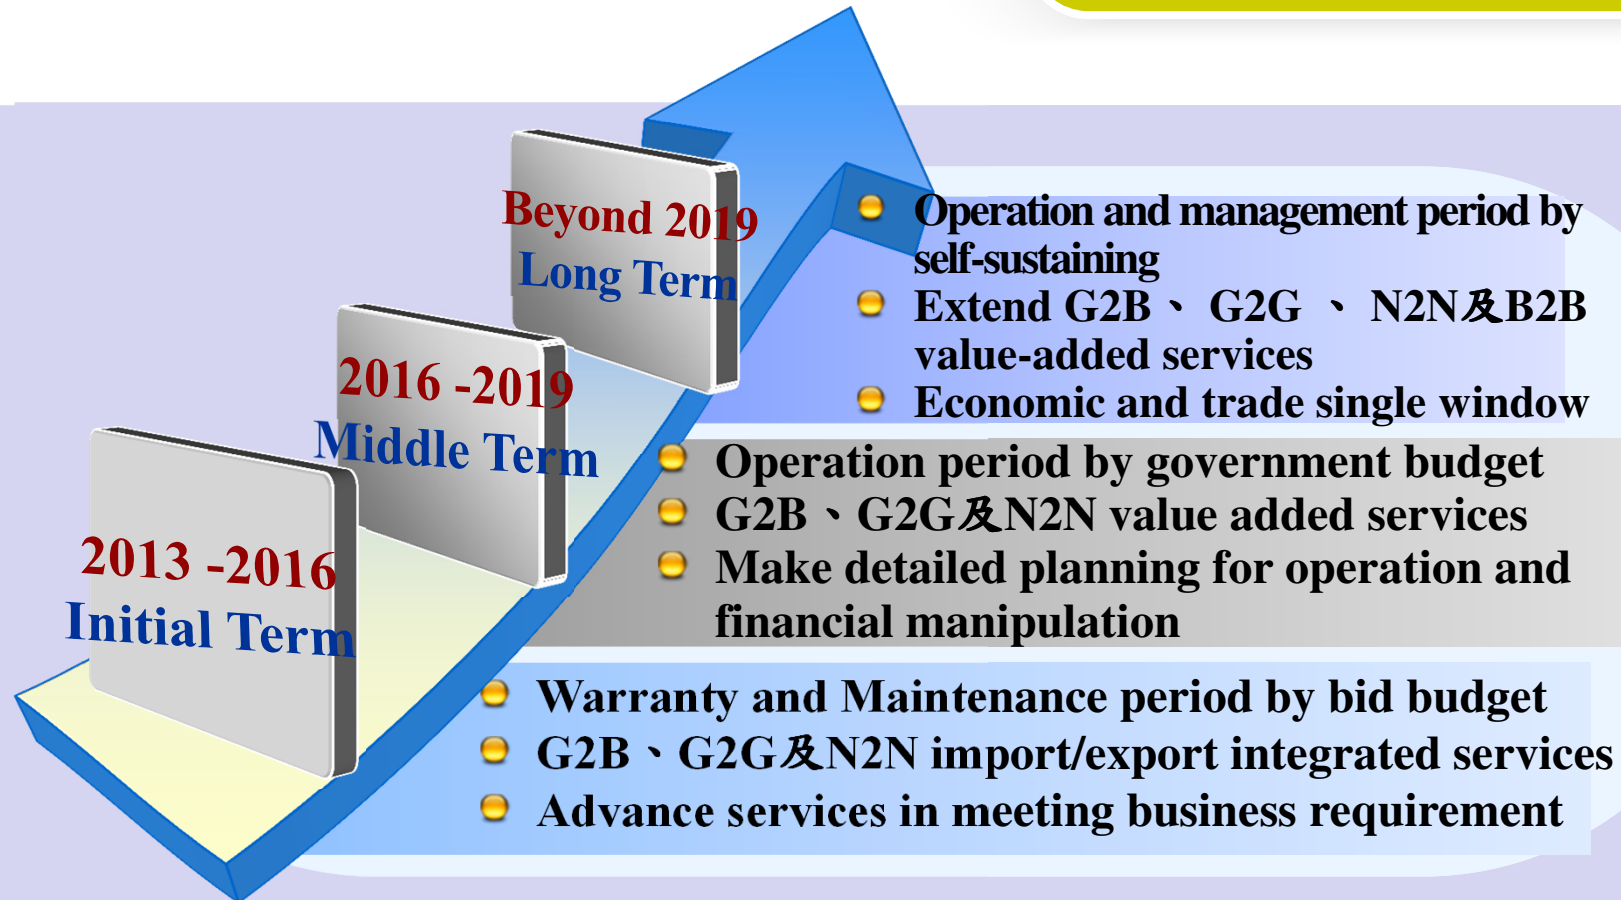 Beyond 2019
Long Term
Operation and management period by
self-sustaining
Extend G2B、 G2G 、 N2N及B2B
value-added services
Economic and trade single window
2016 -2019
Middle Term
Operation period by government budget
G2B、G2G及N2N value added services
Make detailed planning for operation and
financial manipulation
2013 -2016
Initial Term
Warranty and Maintenance period by bid budget
G2B、G2G及N2N import/export integrated services
Advance services in meeting business requirement